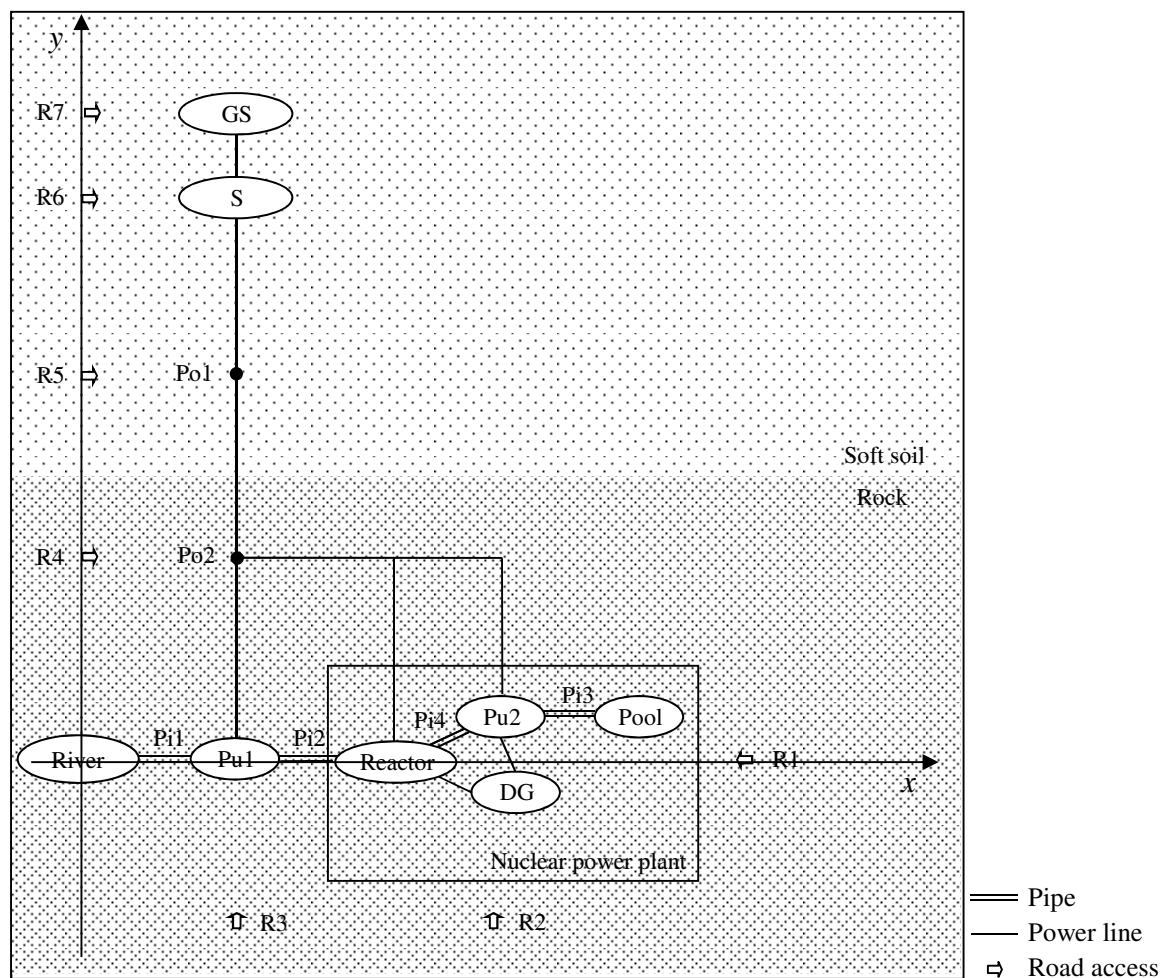 y
R7
GS
R6
S
R5
Po1
Soft soil
Rock
R4
Po2
Pi3
Pi4
Pu2
Pool
Pi1
Pi2
River
Pu1
Reactor
R1
x
DG
Nuclear power plant
R3
R2
Pipe
Power line
Road access